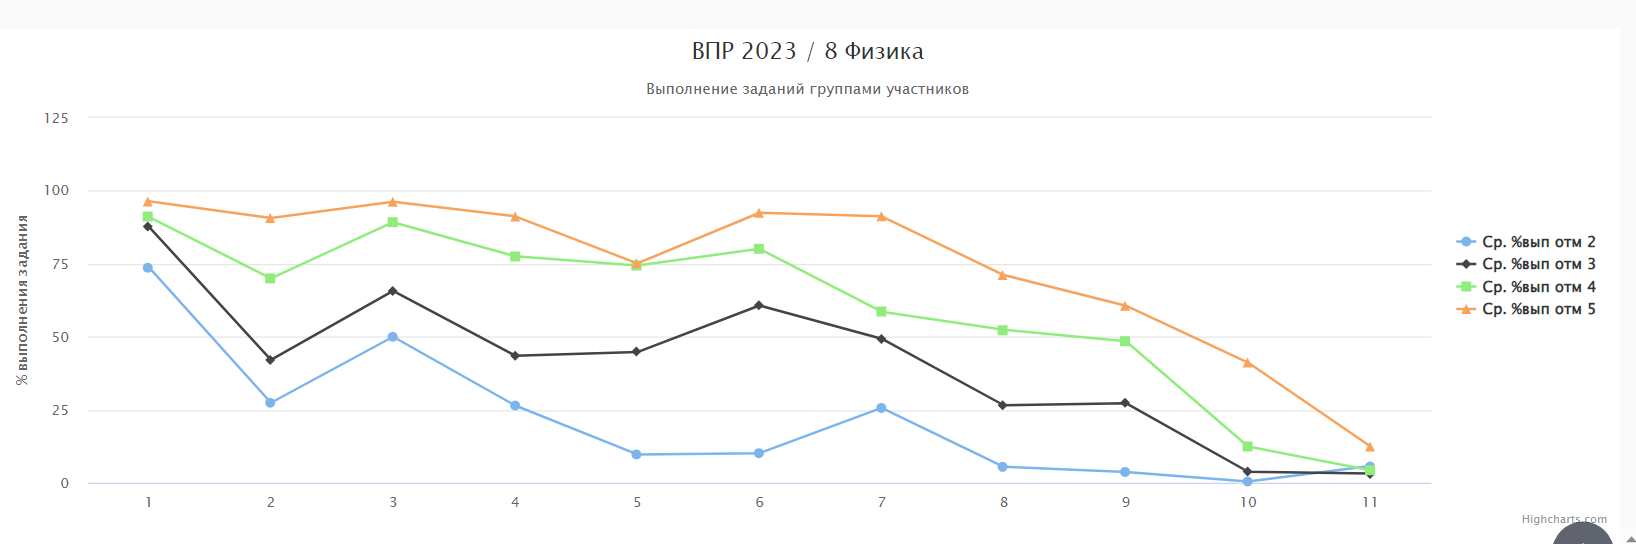 ВПР 2023 / 8 Физика
Выполнение заданий группами участников
% выполнения задания
125
100
75
50
25
0
1 2 3 4 5 6 7 8 9 10 11
Ср. %вып отм 2
Ср. %вып отм 3
Ср. %вып отм 4
Ср. %вып отм 5
Highcharts.com